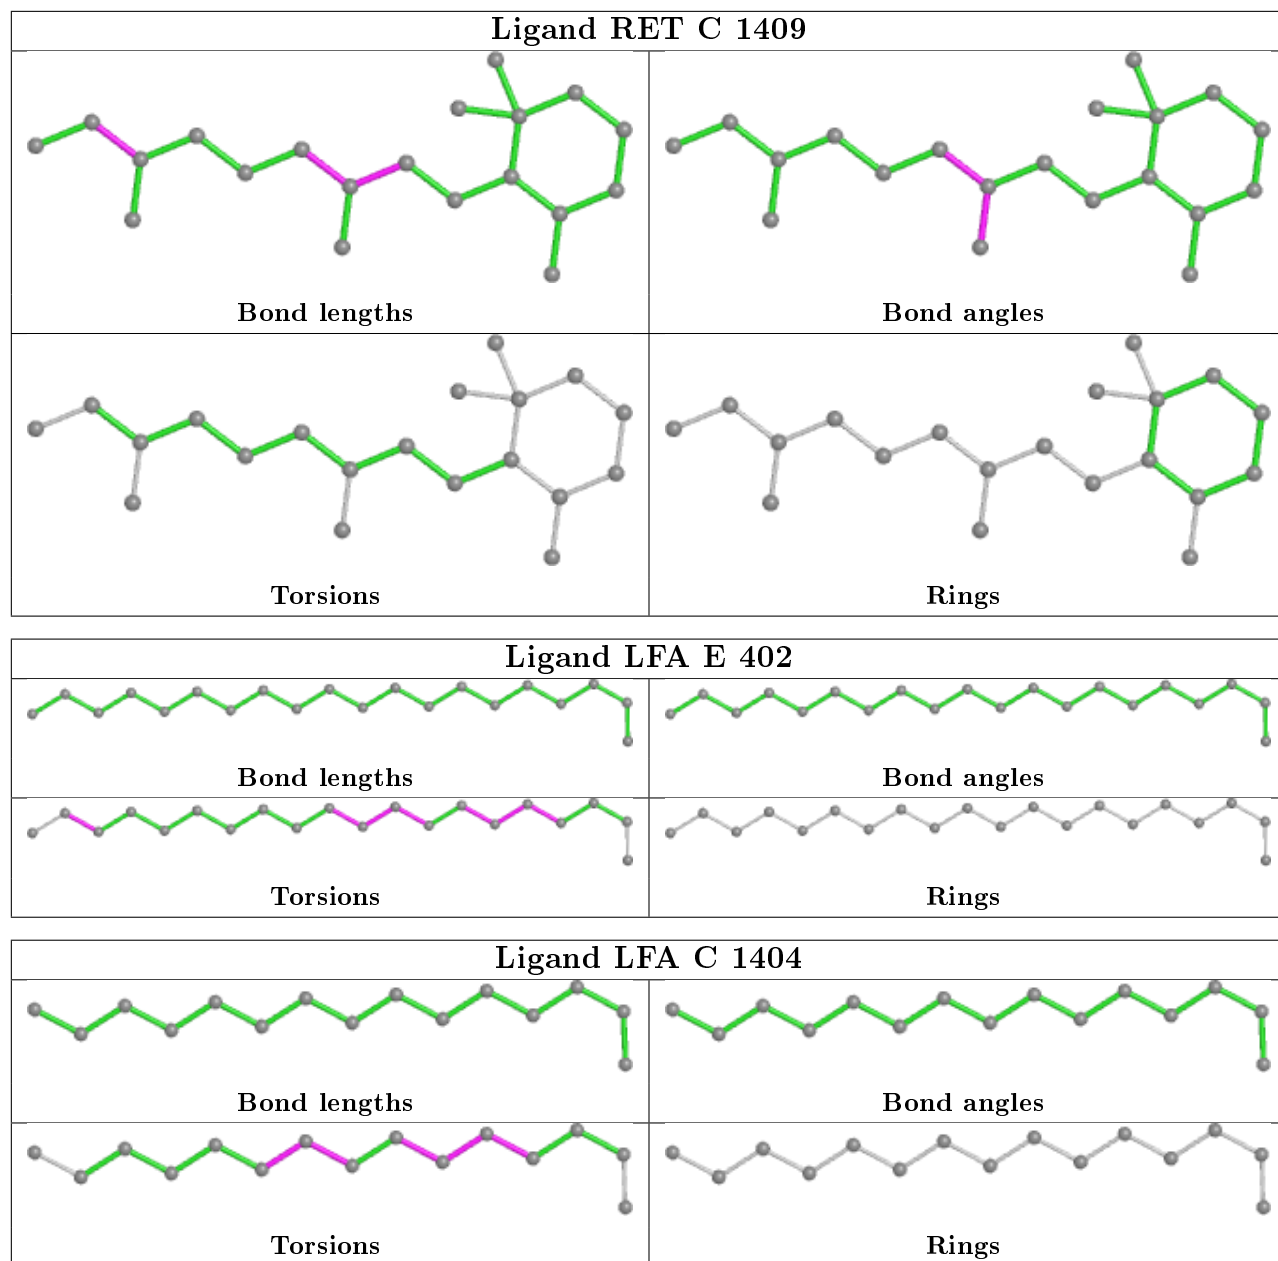 Ligand RET C 1409
Bond lengths
Bond angles
Torsions
Rings
Ligand LFA E 402
Bond lengths
Bond angles
Torsions
Rings
Ligand LFA C 1404
Bond lengths
Bond angles
Torsions
Rings